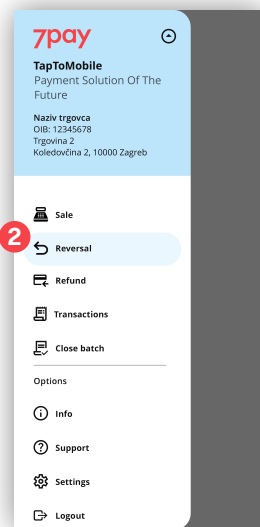 7pay
TapToMobile
Payment Solution Of The
Future
Naziv trgovca
OIB: 12345678
Trgovina 2
Koledovčina 2, 10000 Zagreb
Sale
2
Reversal
Refund
Transactions
Close batch
Options
Info
Support
Settings
Logout